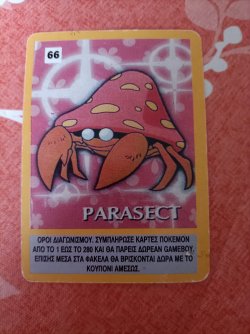 66
PARASECT
ΟΡΟΙ ΔΙΑΓΩΝΙΣΜΟΥ. ΣΥΜΠΛΗΡΩΣΕ ΚΑΡΤΕΣ ΠΟΚΕΜΟΝ
ΑΠΟ ΤΟ 1 ΕΩΣ ΤΟ 280 ΚΑΙ ΘΑ ΠΑΡΕΙΣ ΔΩΡΕΑΝ GAMEBOY.
ΕΠΙΣΗΣ ΜΕΣΑ ΣΤΑ ΦΑΚΕΛΑ ΘΑ ΒΡΙΣΚΟΝΤΑΙ ΔΩΡΑ ΜΕ ΤΟ
ΚΟΥΠΟΝΙ ΑΜΕΣΩΣ.